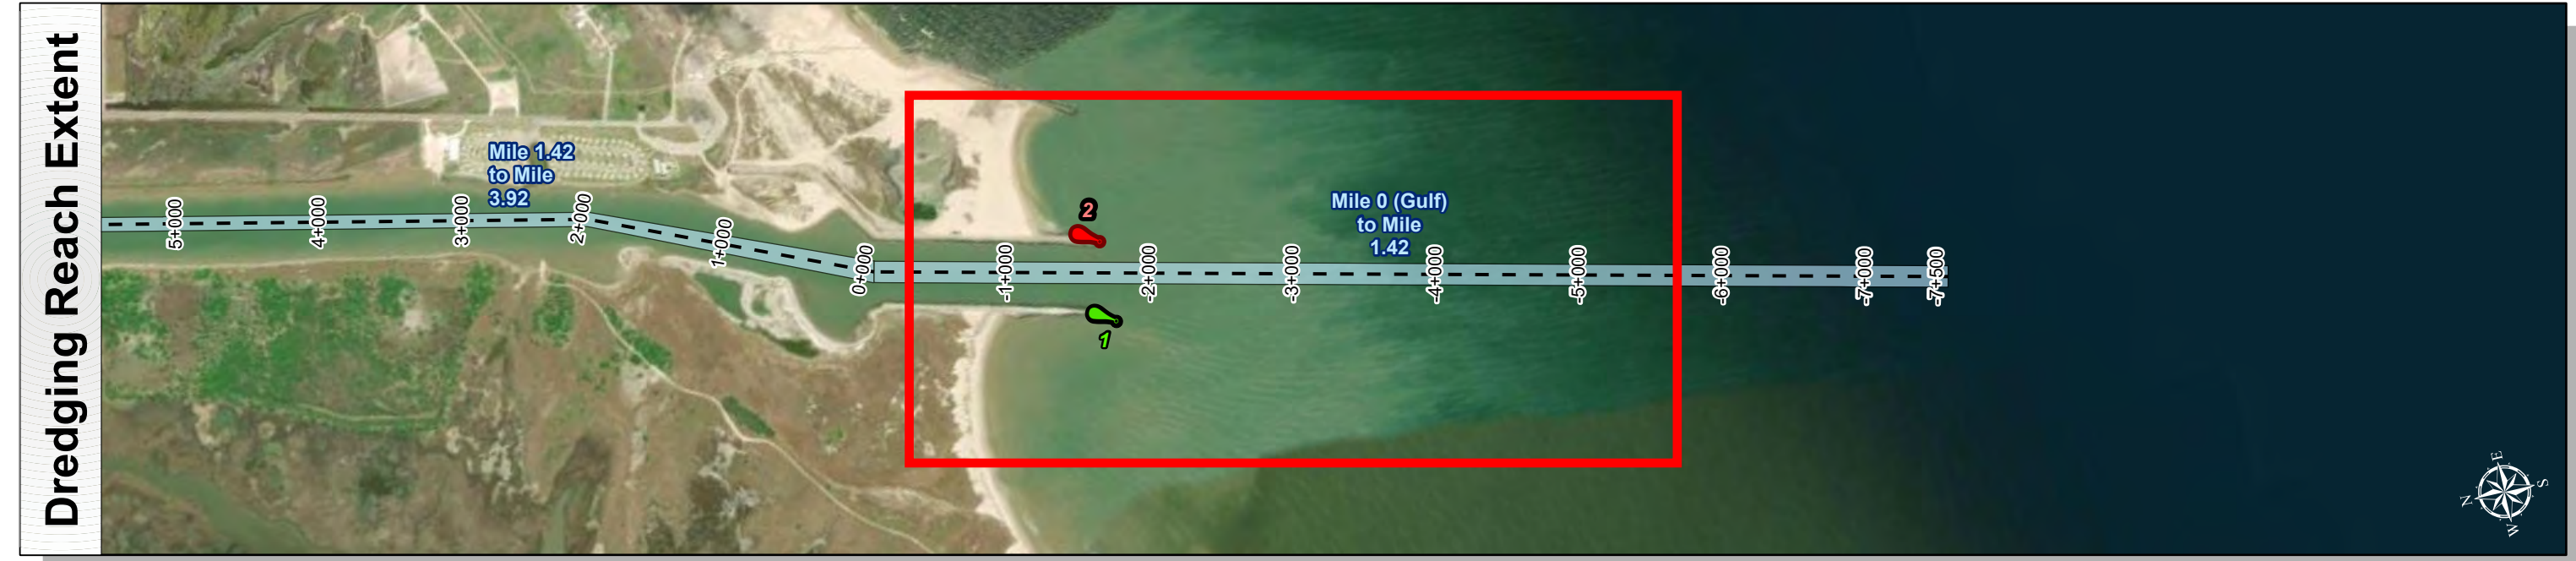 Dredging Reach Extent
Mile 1.42
to Mile
3.92
5+000
4+000
3+000
2+000
1+000
0+000
-1+000
-2+000
-3+000
-4+000
-5+000
-6+000
-7+000
-7+500
2
1
Mile 0 (Gulf)
to Mile
1.42
E
N
S
W